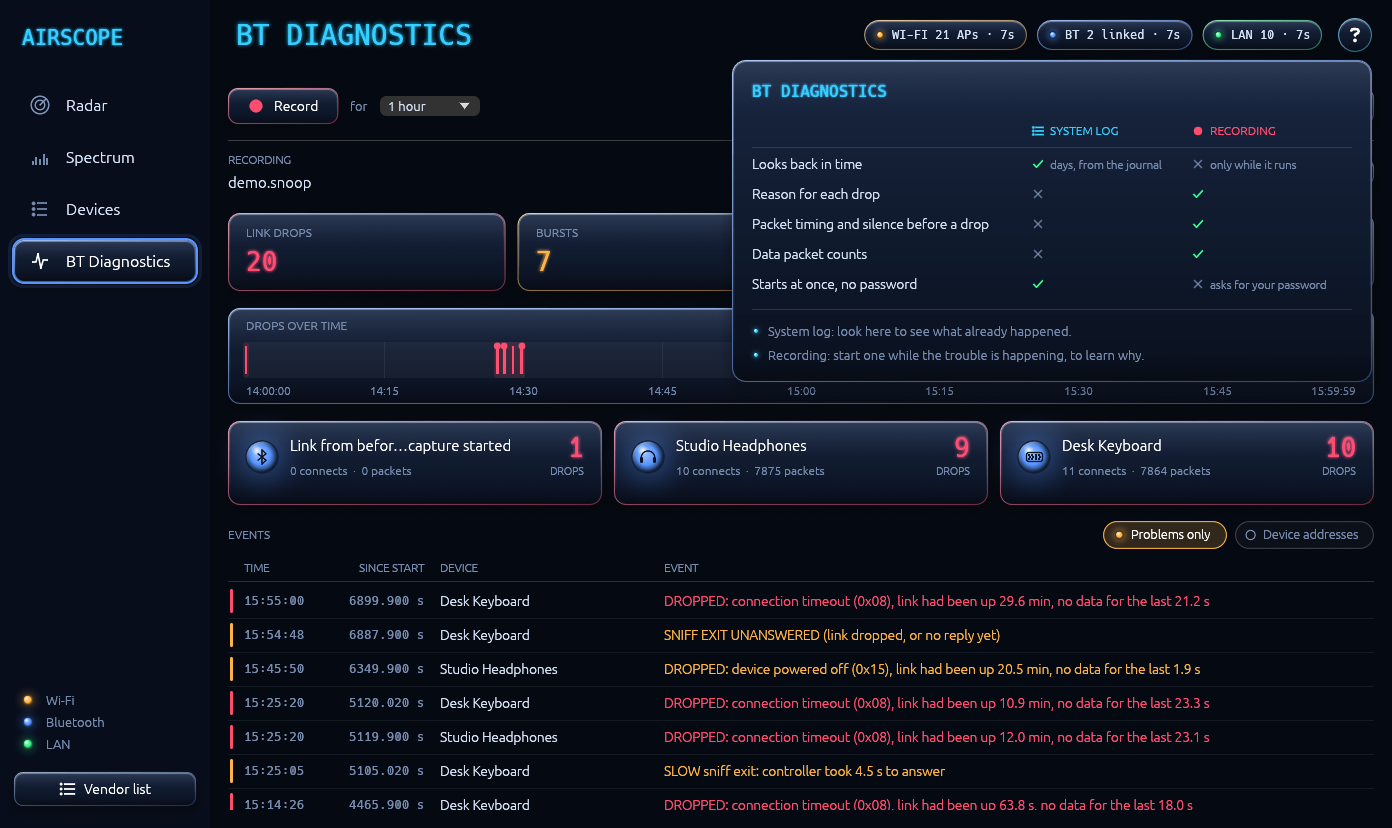 AIRSCOPE
BT DIAGNOSTICS
WI-FI 21 APs · 7s
BT 2 linked · 7s
LAN 10 · 7s
?
Radar
Spectrum
Devices
BT Diagnostics
Wi-Fi
Bluetooth
LAN
Vendor list
Record
for
1 hour
RECORDING
demo.snoop
LINK DROPS
20
BURSTS
7
BT DIAGNOSTICS
SYSTEM LOG
RECORDING
Looks back in time
days, from the journal
only while it runs
Reason for each drop
Packet timing and silence before a drop
Data packet counts
Starts at once, no password
asks for your password
System log: look here to see what already happened.
Recording: start one while the trouble is happening, to learn why.
DROPS OVER TIME
14:00:00 14:15 14:30 14:45 15:00 15:15 15:30 15:45 15:59:59
Link from befor…capture started
1
0 connects · 0 packets
DROPS
Studio Headphones
9
10 connects · 7875 packets
DROPS
Desk Keyboard
10
11 connects · 7864 packets
DROPS
EVENTS
Problems only
Device addresses
TIME SINCE START DEVICE EVENT
15:55:00 6899.900 s Desk Keyboard DROPPED: connection timeout (0x08), link had been up 29.6 min, no data for the last 21.2 s
15:54:48 6887.900 s Desk Keyboard SNIFF EXIT UNANSWERED (link dropped, or no reply yet)
15:45:50 6349.900 s Studio Headphones DROPPED: device powered off (0x15), link had been up 20.5 min, no data for the last 1.9 s
15:25:20 5120.020 s Desk Keyboard DROPPED: connection timeout (0x08), link had been up 10.9 min, no data for the last 23.3 s
15:25:20 5119.900 s Studio Headphones DROPPED: connection timeout (0x08), link had been up 12.0 min, no data for the last 23.1 s
15:25:05 5105.020 s Desk Keyboard SLOW sniff exit: controller took 4.5 s to answer
15:14:26 4465.900 s Desk Keyboard DROPPED: connection timeout (0x08), link had been up 63.8 s, no data for the last 18.0 s